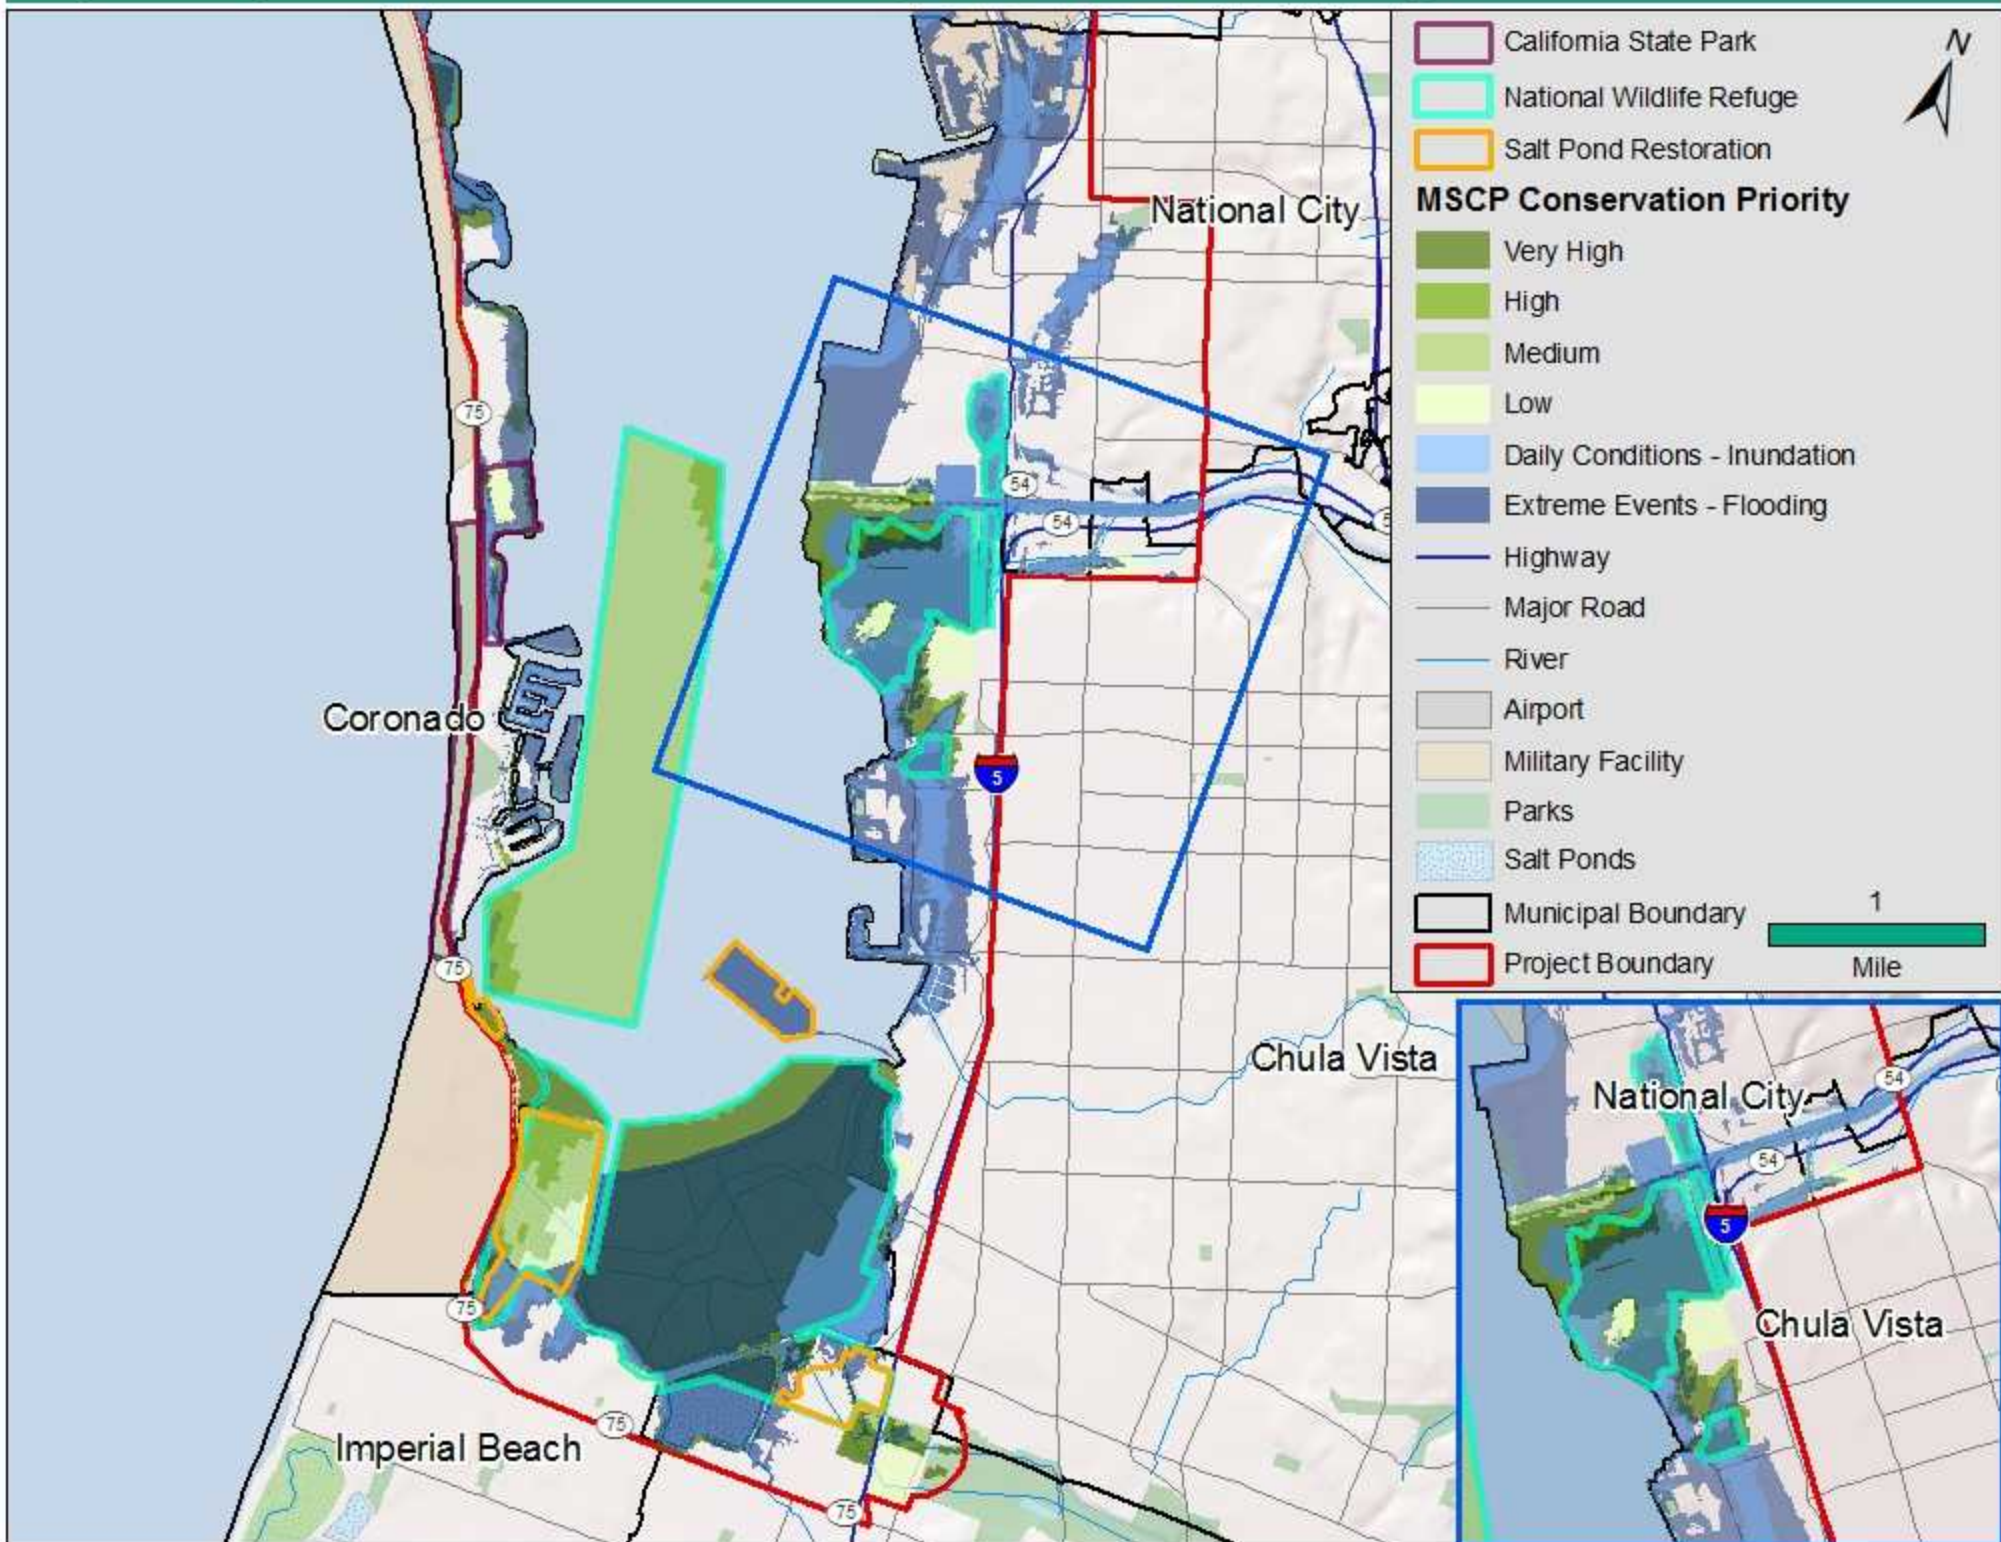 California State Park
N
National Wildlife Refuge
Salt Pond Restoration
MSCP Conservation Priority
Very High
High
Medium
Low
Daily Conditions - Inundation
Extreme Events - Flooding
Highway
Major Road
River
Airport
Military Facility
Parks
Salt Ponds
Municipal Boundary
1
Mile
Project Boundary
National City
75
54
54
5
Coronado
5
75
Chula Vista
75
75
Imperial Beach
75
National City
54
54
5
Chula Vista